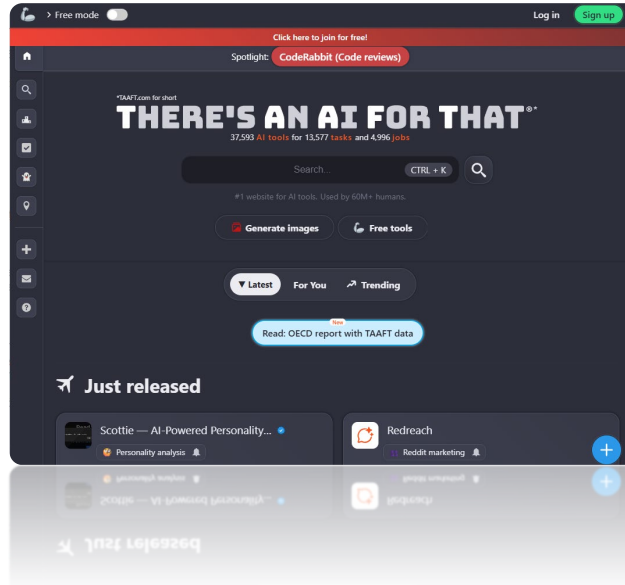 > Free mode
Log in
Sign up
Click here to join for free!
Spotlight: CodeRabbit (Code reviews)
*TAAFT.com for short
THERE'S AN AI FOR THAT®*
37,593 AI tools for 13,577 tasks and 4,996 jobs
Search...
CTRL + K
#1 website for AI tools. Used by 60M+ humans.
Generate images
Free tools
▼ Latest
For You
Trending
New
Read: OECD report with TAAFT data
Just released
Scottie — AI-Powered Personality...
Redreach
Personality analysis
Reddit marketing